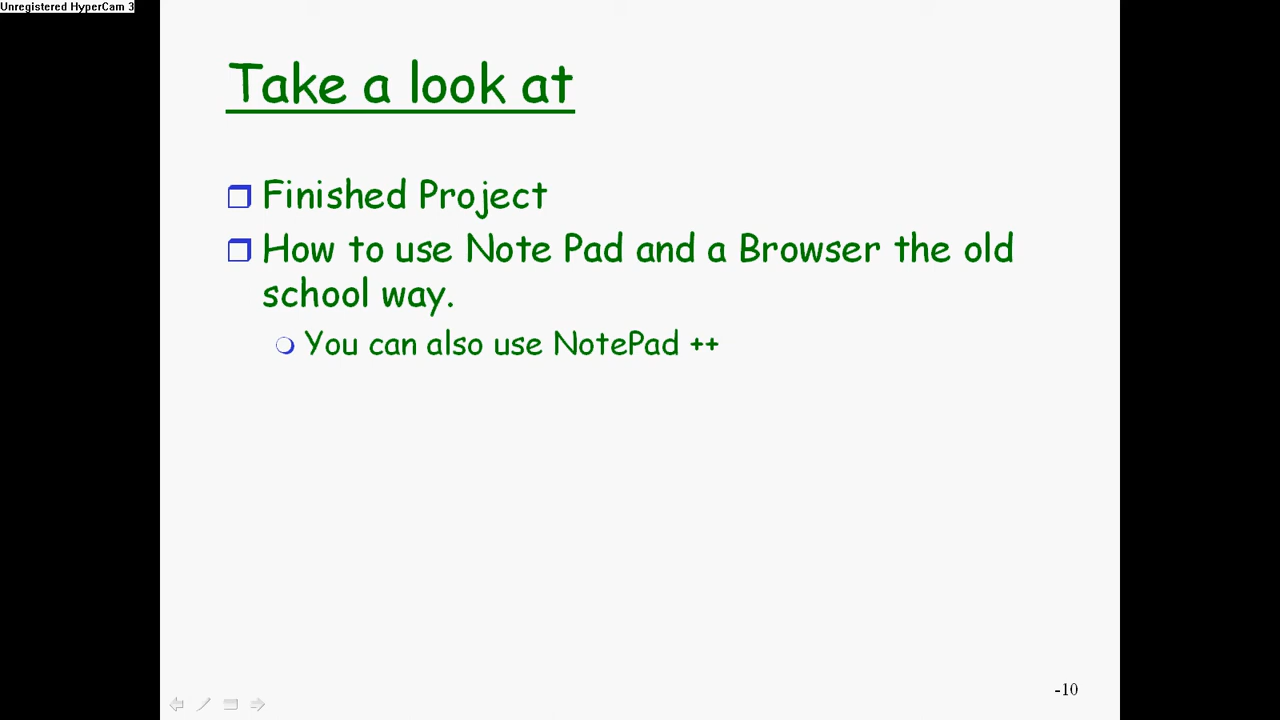 Unregistered HyperCam 3
Take a look at
Finished Project
How to use Note Pad and a Browser the old
school way.
You can also use NotePad ++
-10